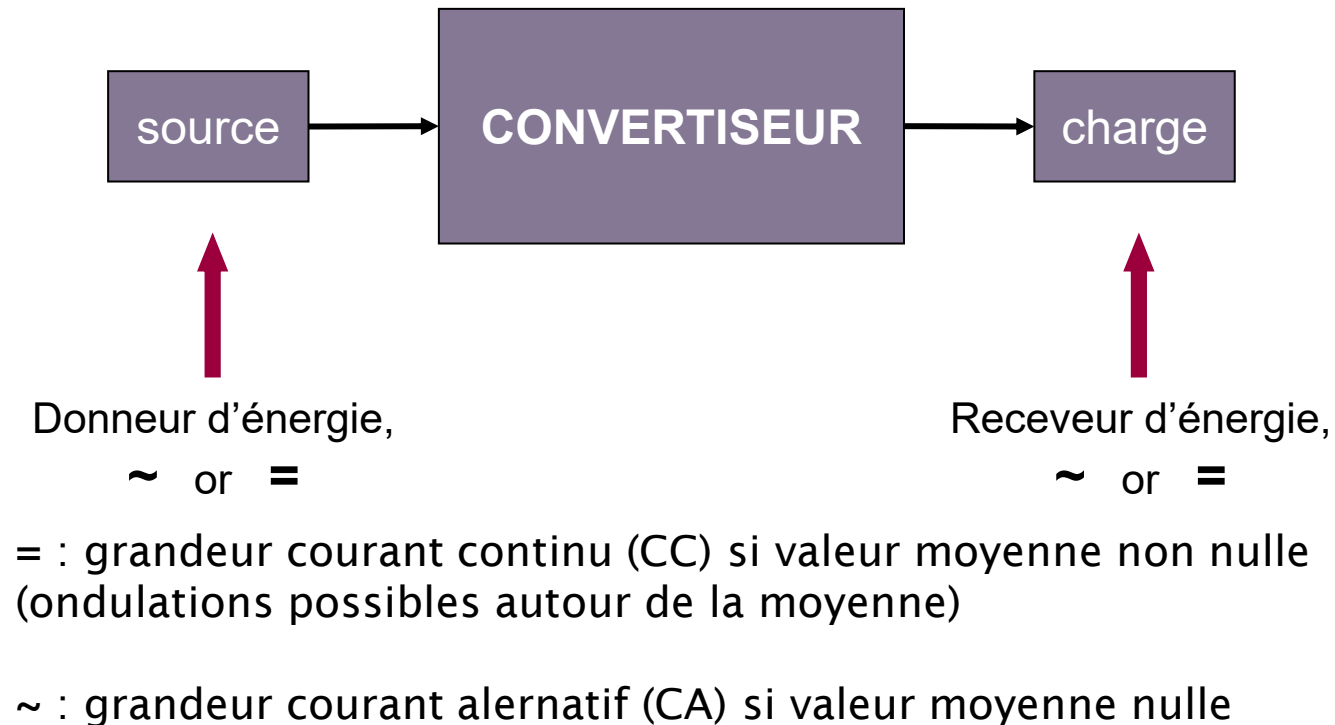 source
CONVERTISEUR
charge
Donneur d’énergie,
~ or =
Receveur d’énergie,
~ or =
= : grandeur courant continu (CC) si valeur moyenne non nulle
(ondulations possibles autour de la moyenne)
~ : grandeur courant alernatif (CA) si valeur moyenne nulle